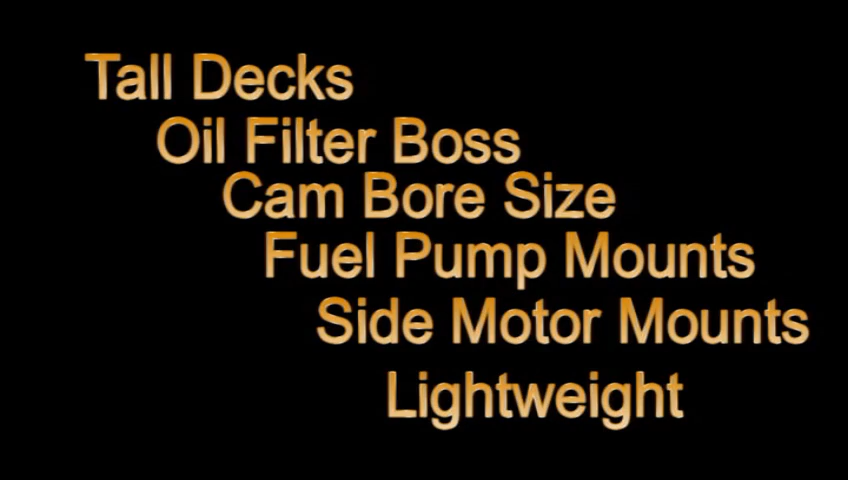 Tall Decks
Oil Filter Boss
Cam Bore Size
Fuel Pump Mounts
Side Motor Mounts
Lightweight